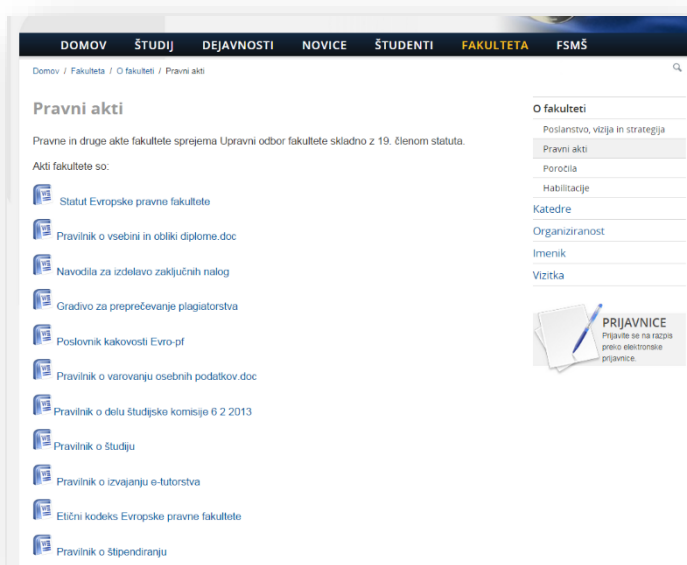 DOMOV ŠTUDIJ DEJAVNOSTI NOVICE ŠTUDENTI FAKULTETA FSMŠ
Domov / Fakulteta / O fakulteti / Pravni akti
Pravni akti
Pravne in druge akte fakultete sprejema Upravni odbor fakultete skladno z 19. členom statuta.
Akti fakultete so:
Statut Evropske pravne fakultete
Pravilnik o vsebini in obliki diplome.doc
Navodila za izdelavo zaključnih nalog
Gradivo za preprečevanje plagiatorstva
Poslovnik kakovosti Evro-pf
Pravilnik o varovanju osebnih podatkov.doc
Pravilnik o delu študijske komisije 6 2 2013
Pravilnik o študiju
Pravilnik o izvajanju e-tutorstva
Etični kodeks Evropske pravne fakultete
Pravilnik o štipendiranju
O fakulteti
Poslanstvo, vizija in strategija
Pravni akti
Poročila
Habilitacije
Katedre
Organiziranost
Imenik
Vizitka
PRIJAVNICE
Prijavite se na razpis
preko elektronske
prijavnice.